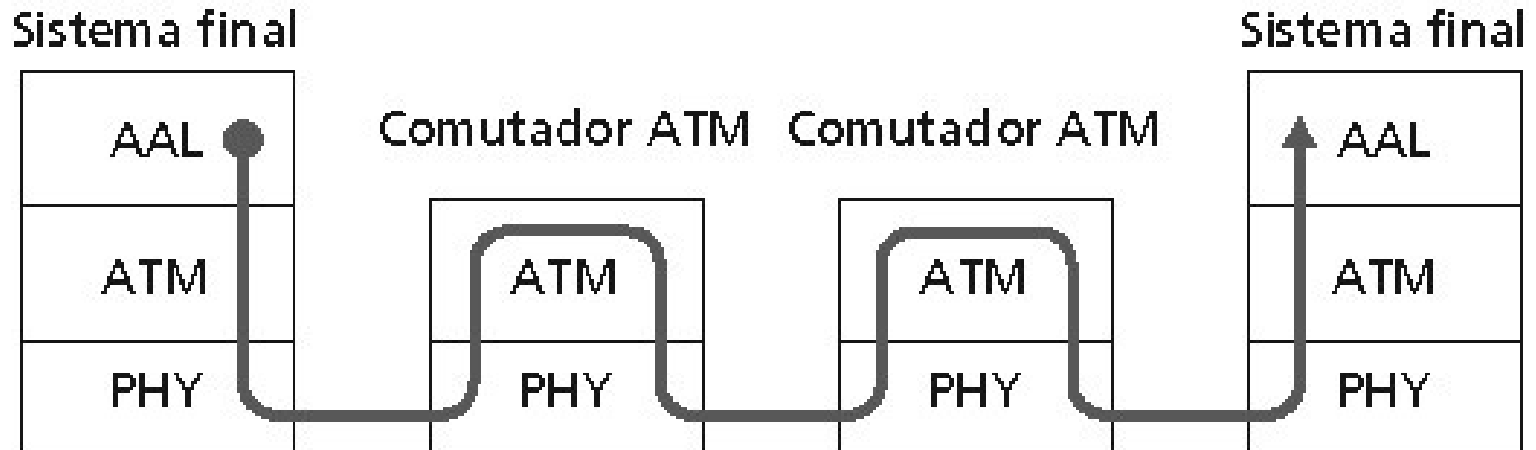 Sistema final
Sistema final
Comutador ATM
Comutador ATM
AAL
AAL
ATM
ATM
ATM
ATM
PHY
PHY
PHY
PHY